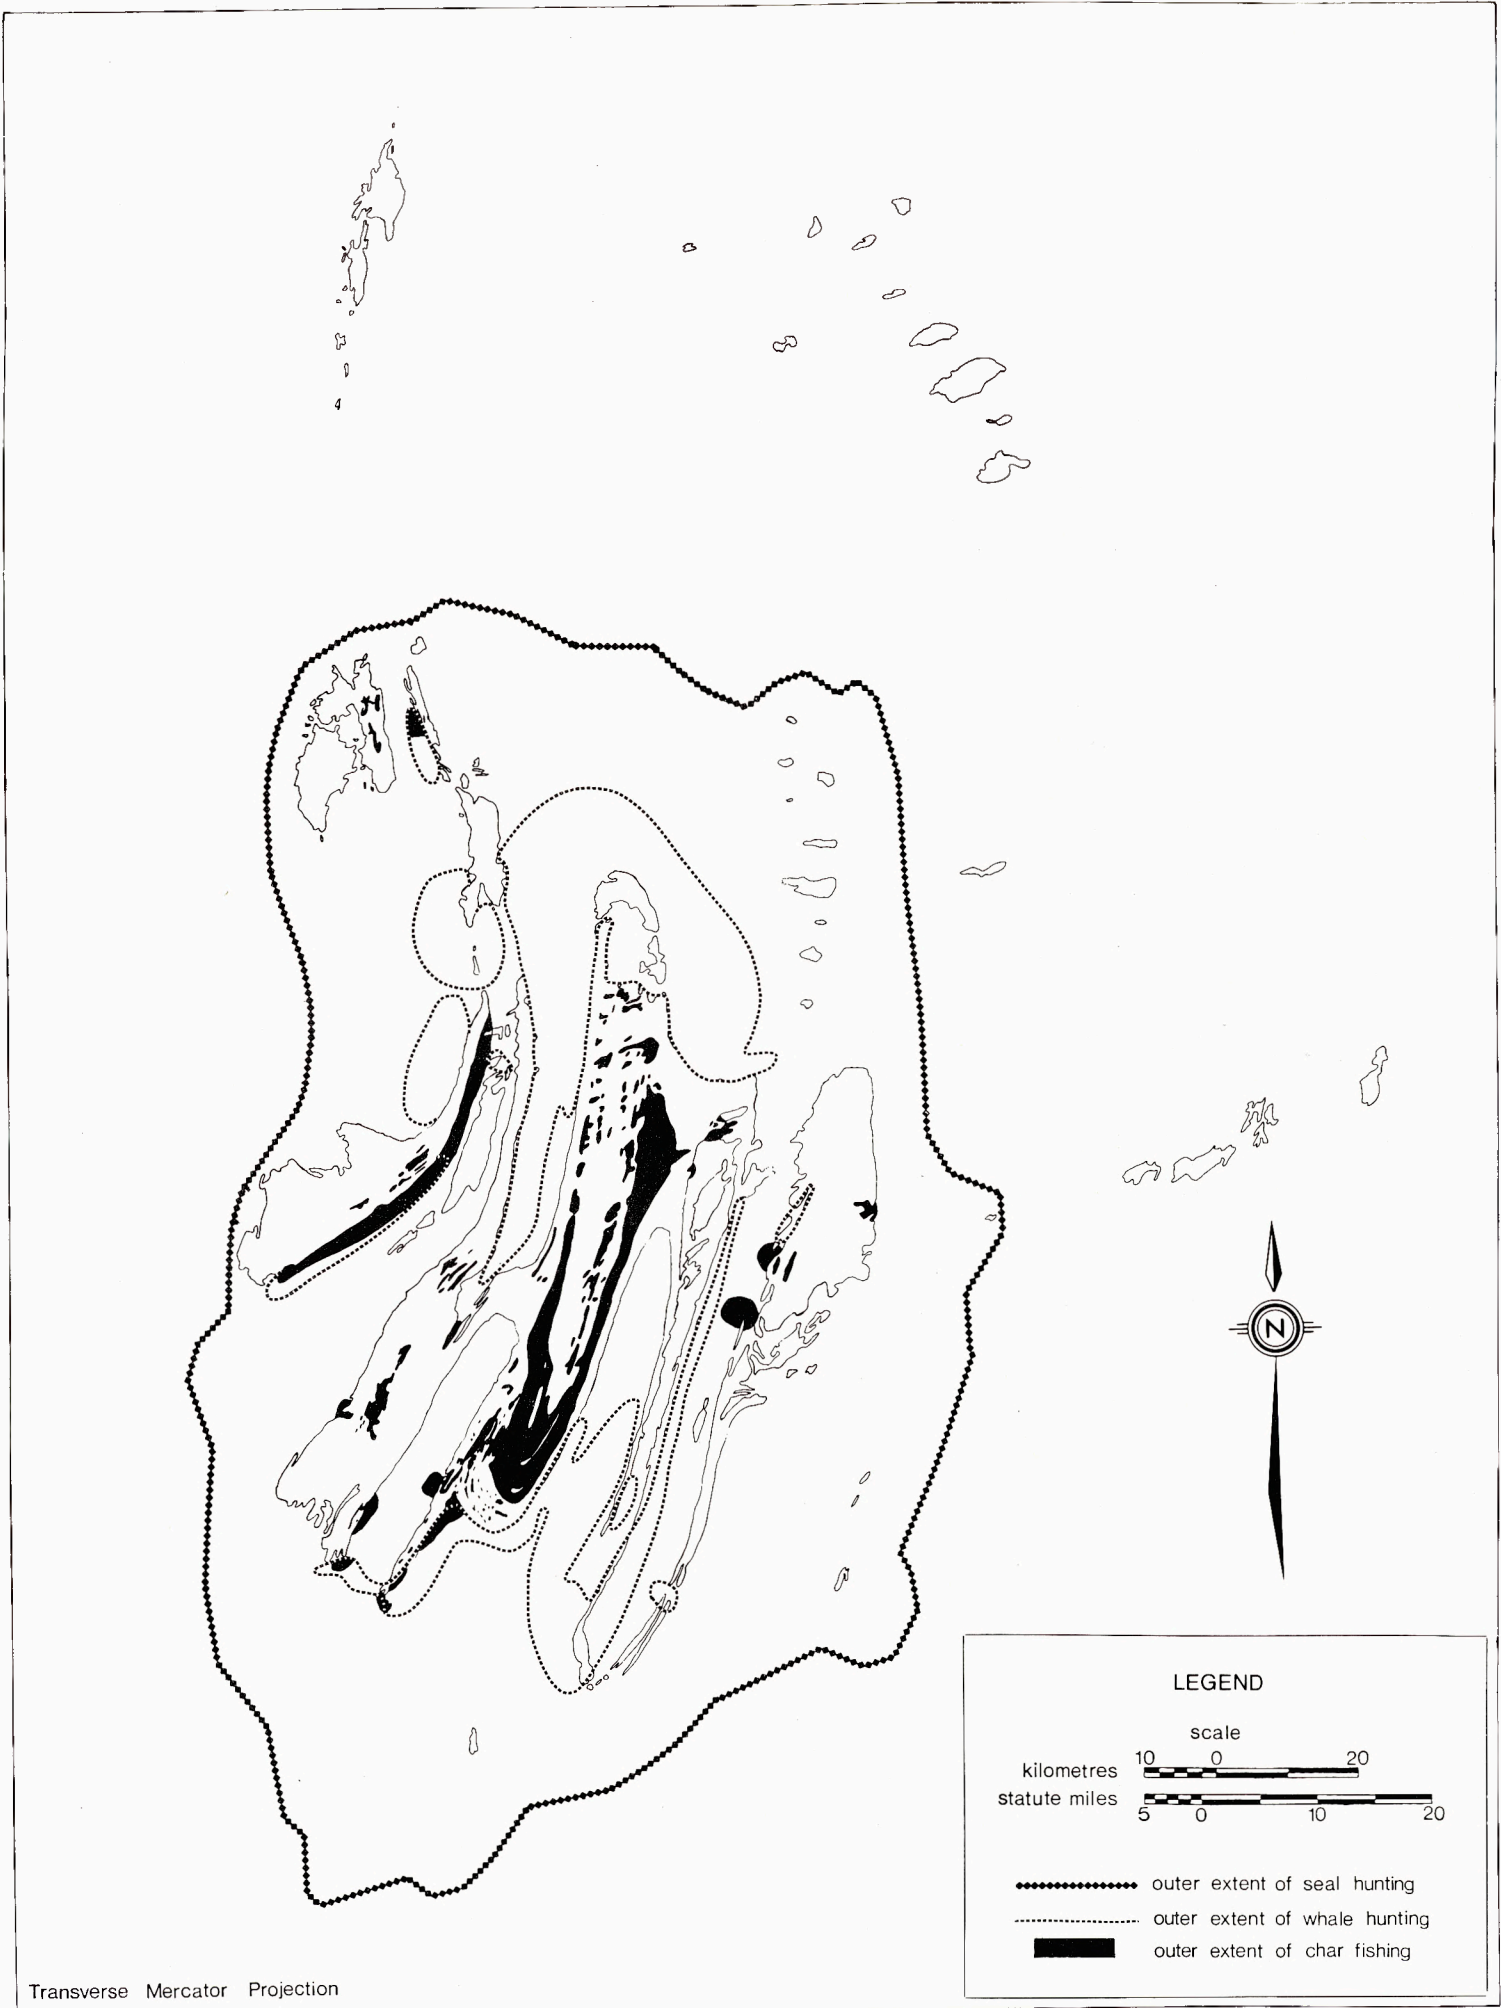 N
LEGEND
scale
kilometres 10 0 20
statute miles 5 0 10 20
outer extent of seal hunting
outer extent of whale hunting
outer extent of char fishing
Transverse Mercator Projection